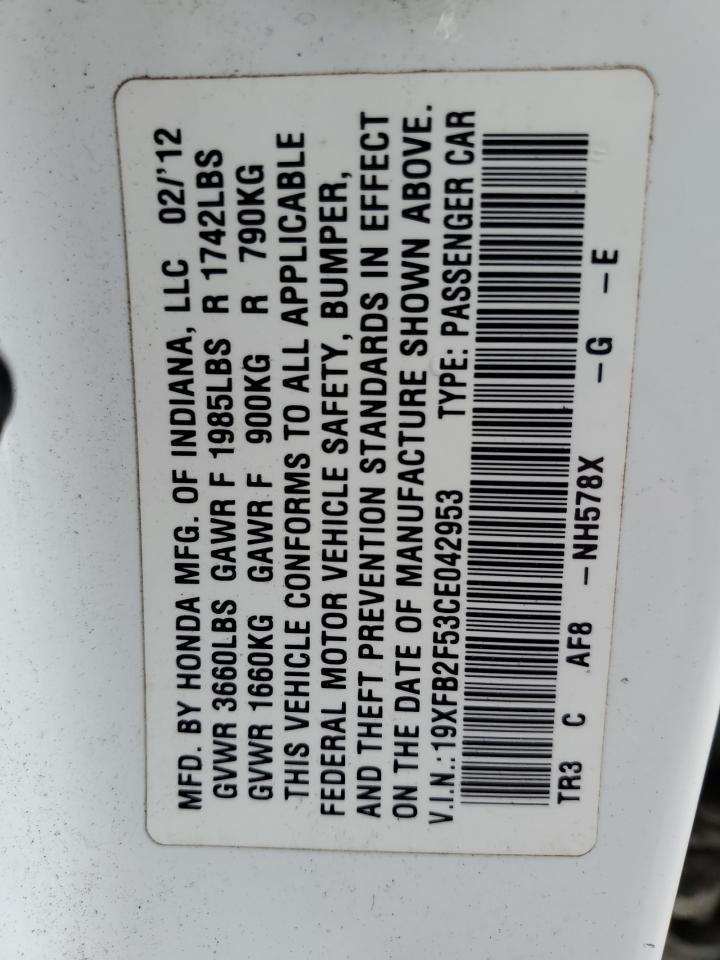 MFD. BY HONDA MFG. OF INDIANA, LLC 02/'12
GVWR 3660LBS GAWR F 1985LBS R 1742LBS
GVWR 1660KG GAWR F 900KG R 790KG
THIS VEHICLE CONFORMS TO ALL APPLICABLE
FEDERAL MOTOR VEHICLE SAFETY, BUMPER,
AND THEFT PREVENTION STANDARDS IN EFFECT
ON THE DATE OF MANUFACTURE SHOWN ABOVE.
V.I.N.: 19XFB2F53CE042953 TYPE: PASSENGER CAR
TR3 C AF8 -NH578X -G -E